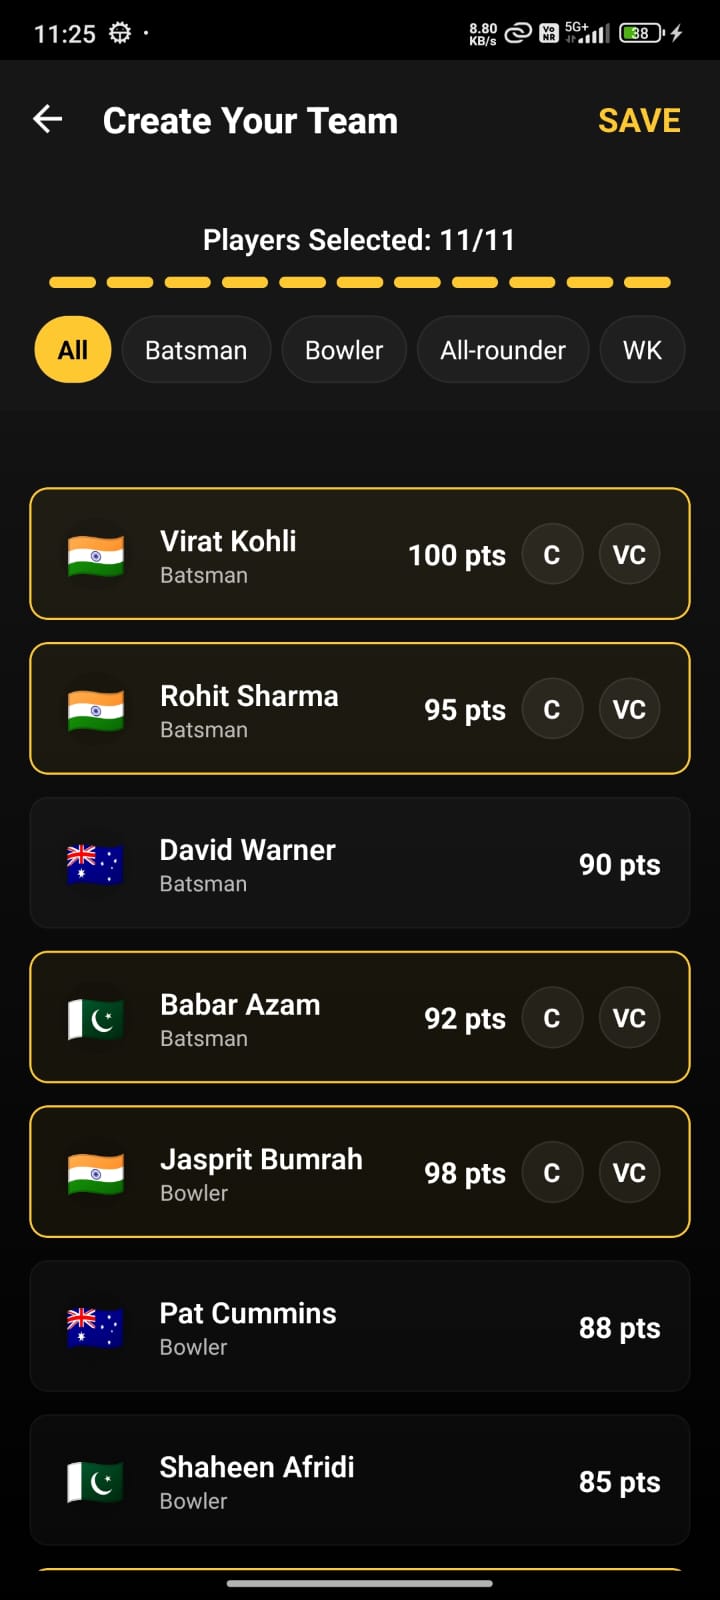 11:25 8.80 KB/s Vo NR 5G+ 38
Create Your Team SAVE
Players Selected: 11/11
All Batsman Bowler All-rounder WK
Virat Kohli 100 pts C VC
Batsman
Rohit Sharma 95 pts C VC
Batsman
David Warner 90 pts
Batsman
Babar Azam 92 pts C VC
Batsman
Jasprit Bumrah 98 pts C VC
Bowler
Pat Cummins 88 pts
Bowler
Shaheen Afridi 85 pts
Bowler